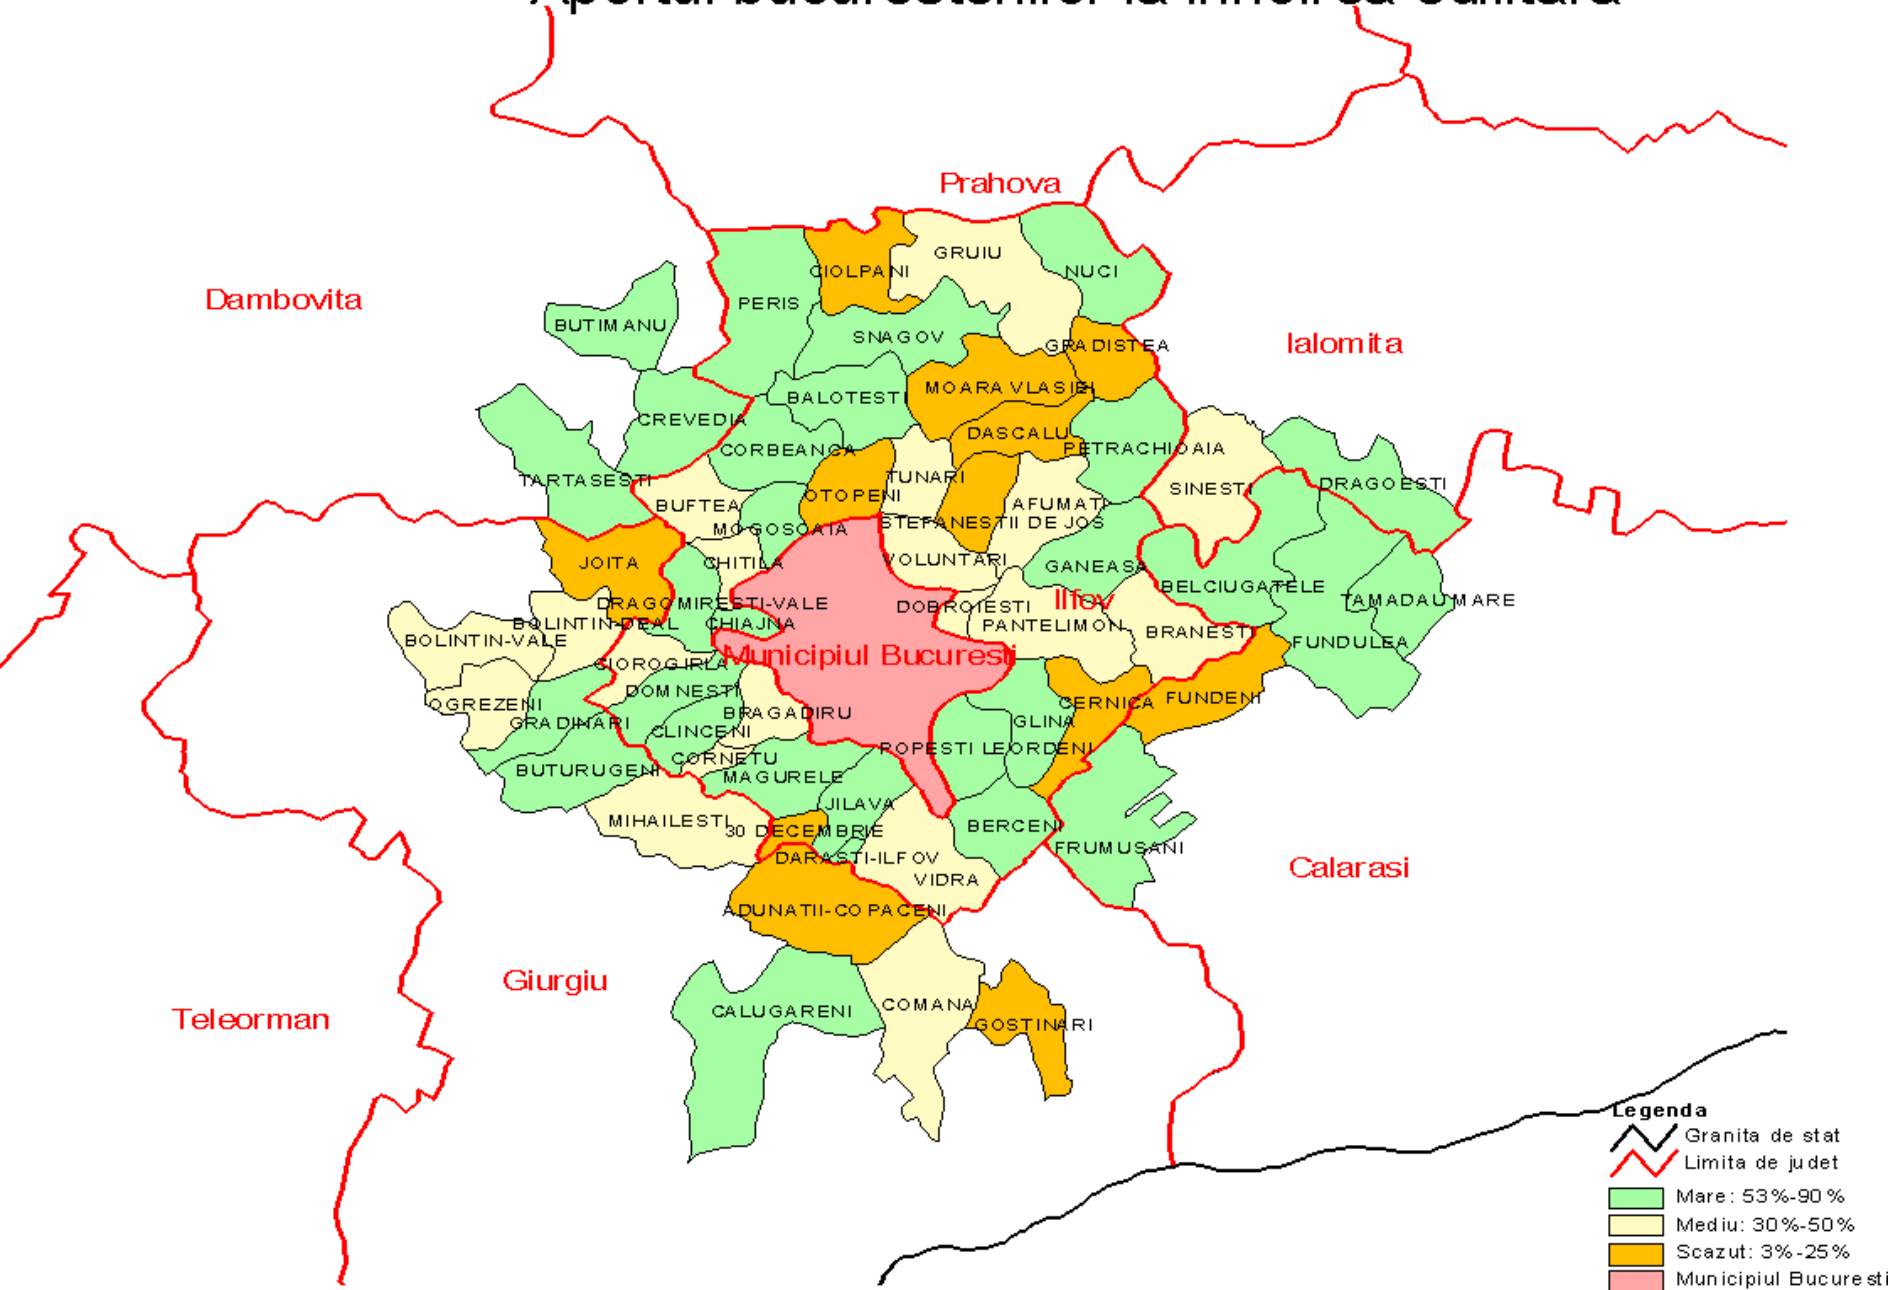 Aportul bucurestenilor la innoirea edilitara
Prahova
GRUIU
CIOLPANI
NUCI
Dambovita
PERIS
BUTIMANU
SNAGOV
GRADISTEA
Ialomita
MOARA VLASIEI
BALOTESTI
CREVEDIA
DASCALU
CORBEANCA
PETRACHIOAIA
TARTASESTI
TUNARI
SINESTI
DRAGOESTI
OTOPENI
BUFTEA
AFUMATI
MOGOSOAIA
STEFANESTII DE JOS
JOITA
CHITILA
VOLUNTARI
GANEASA
BELCIUGATELE
DRAGOMIRESTI-VALE
DOBROIESTI
Ilfov
TAMADAU MARE
BOLINTIN-DEAL
CHIAJNA
PANTELIMON
BRANESTI
BOLINTIN-VALE
FUNDULEA
CIOROGIRLA
Municipiul Bucuresti
DOMNESTI
OGREZENI
CERNICA
FUNDENI
GRADINARI
BRAGADIRU
GLINA
CLINCENI
POPESTI LEORDENI
CORNETU
BUTURUGENI
MAGURELE
JILAVA
MIHAILESTI
30 DECEMBRIE
BERCENI
FRUMUSANI
DARASTI-ILFOV
Calarasi
VIDRA
ADUNATII-COPACENI
Giurgiu
CALUGARENI
COMANA
Teleorman
GOSTINARI
Legenda
Granita de stat
Limita de judet
Mare: 53%-90%
Mediu: 30%-50%
Scazut: 3%-25%
Municipiul Bucuresti